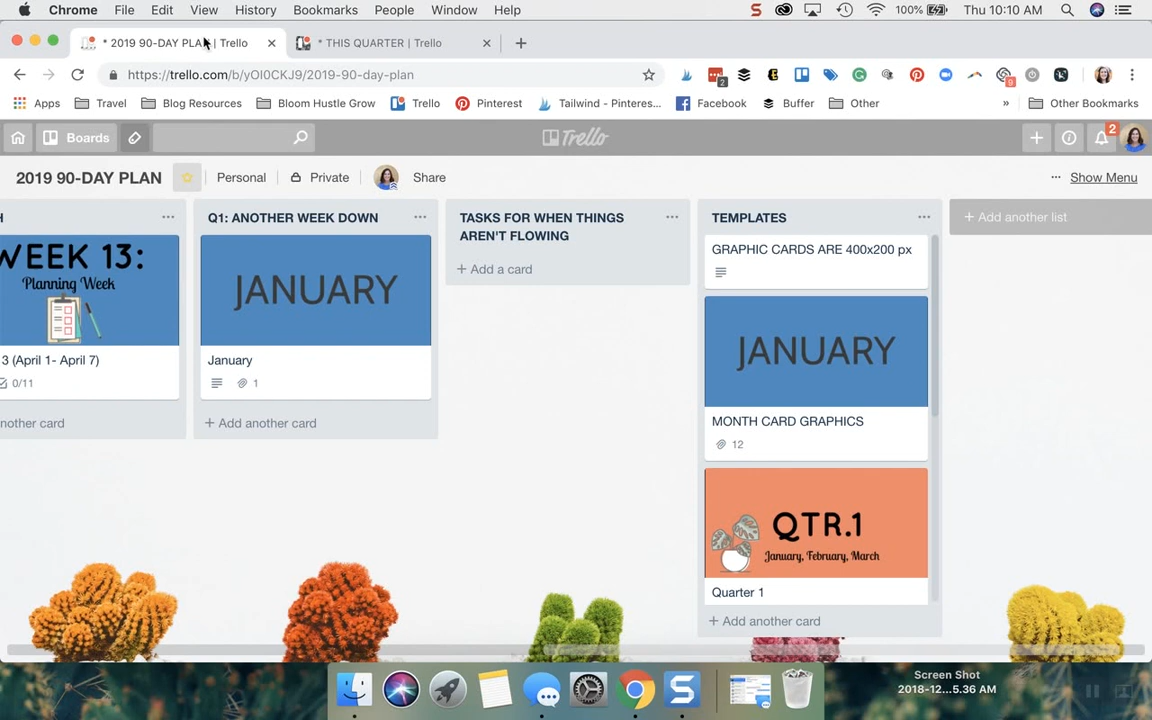 Chrome File Edit View History Bookmarks People Window Help 100% Thu 10:10 AM
* 2019 90-DAY PLAN | Trello
* THIS QUARTER | Trello
https://trello.com/b/yOI0CKJ9/2019-90-day-plan
2
9
Apps Travel Blog Resources Bloom Hustle Grow Trello Pinterest Tailwind - Pinteres... Facebook Buffer Other » Other Bookmarks
Boards
Trello
2
2019 90-DAY PLAN Personal Private Share ... Show Menu
H
WEEK 13:
Planning Week
3 (April 1- April 7)
0/11
nother card
Q1: ANOTHER WEEK DOWN
JANUARY
January
1
+ Add another card
TASKS FOR WHEN THINGS
AREN'T FLOWING
+ Add a card
TEMPLATES
GRAPHIC CARDS ARE 400x200 px
JANUARY
MONTH CARD GRAPHICS
12
QTR.1
January, February, March
Quarter 1
+ Add another card
+ Add another list
Screen Shot
2018-12...5.36 AM